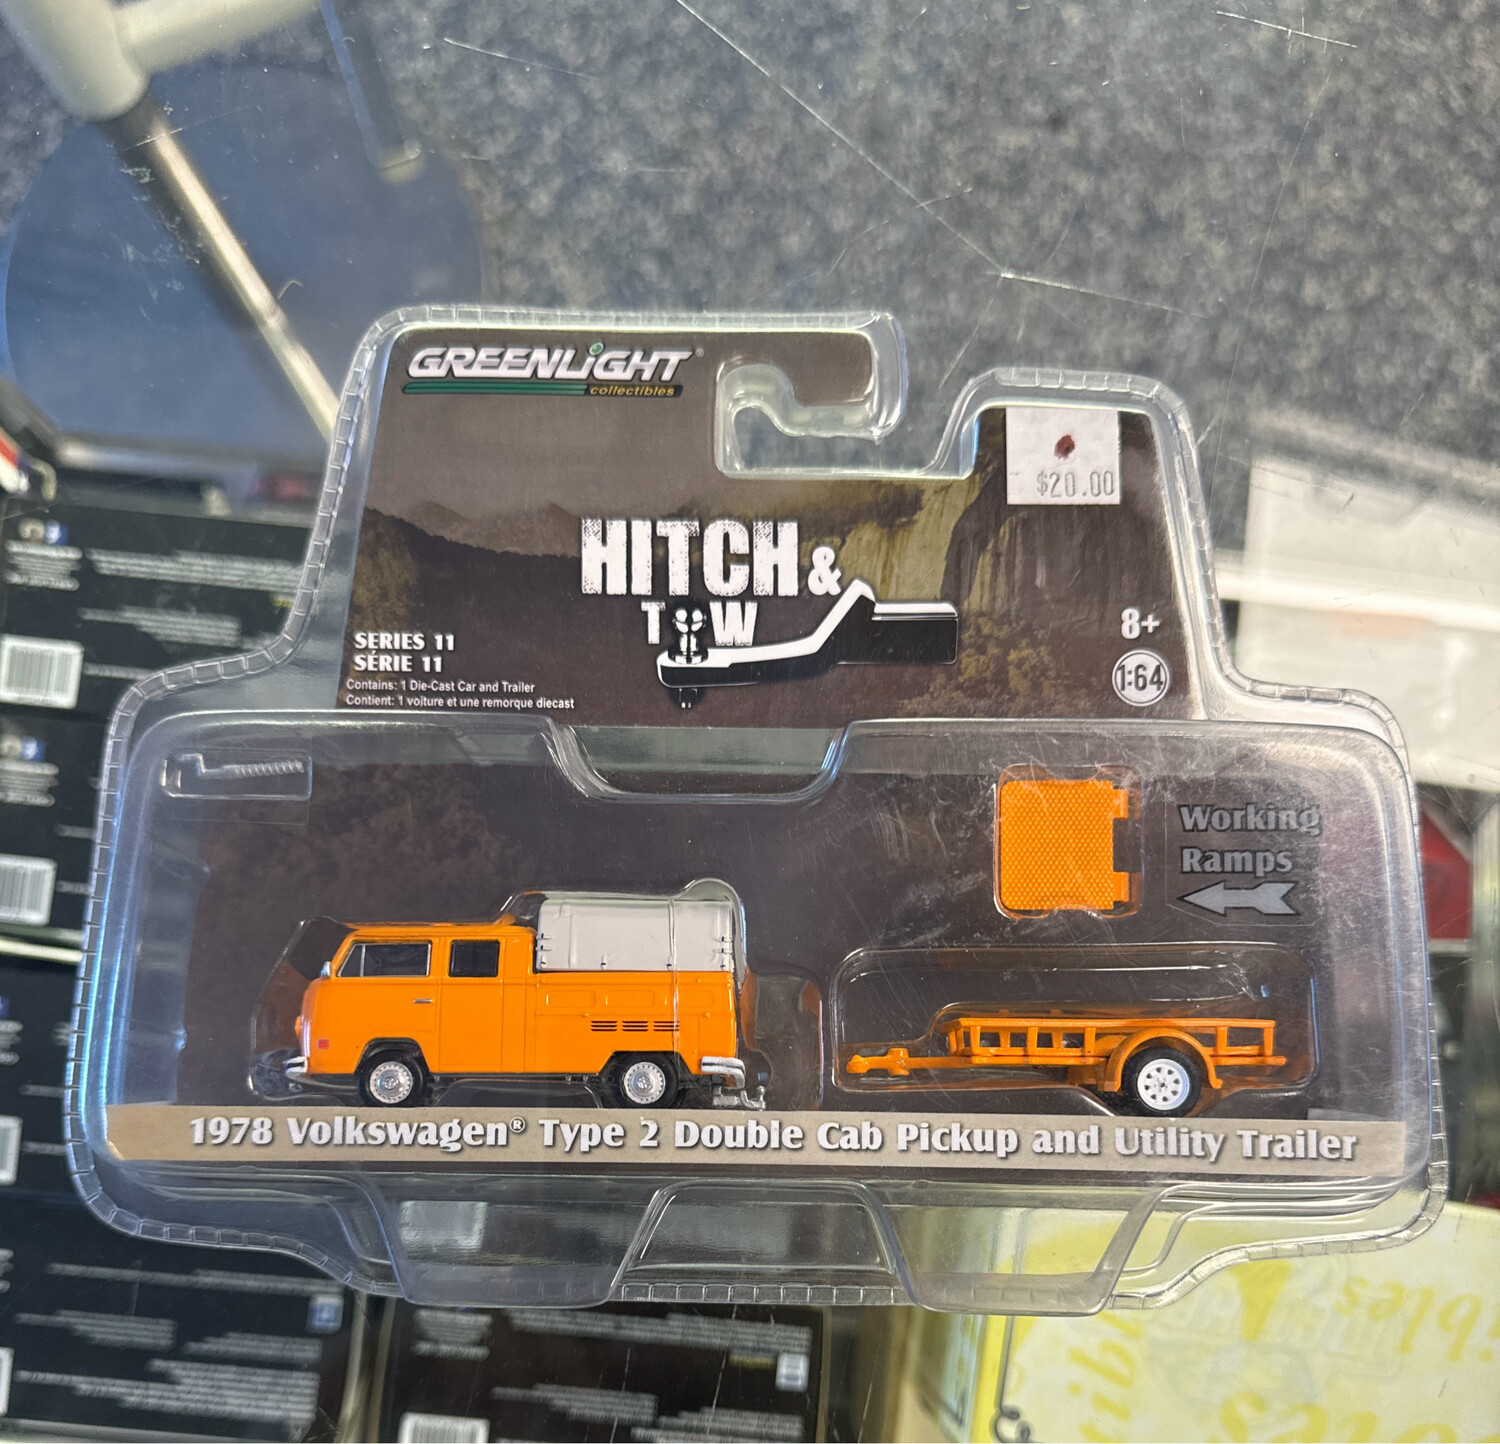 GREENLiGHT®
collectibles
$20.00
HITCH &
TOW
SERIES 11
SÉRIE 11
Contains: 1 Die-Cast Car and Trailer
Contient: 1 voiture et une remorque diecast
8+
1:64
Working
Ramps
1978 Volkswagen® Type 2 Double Cab Pickup and Utility Trailer